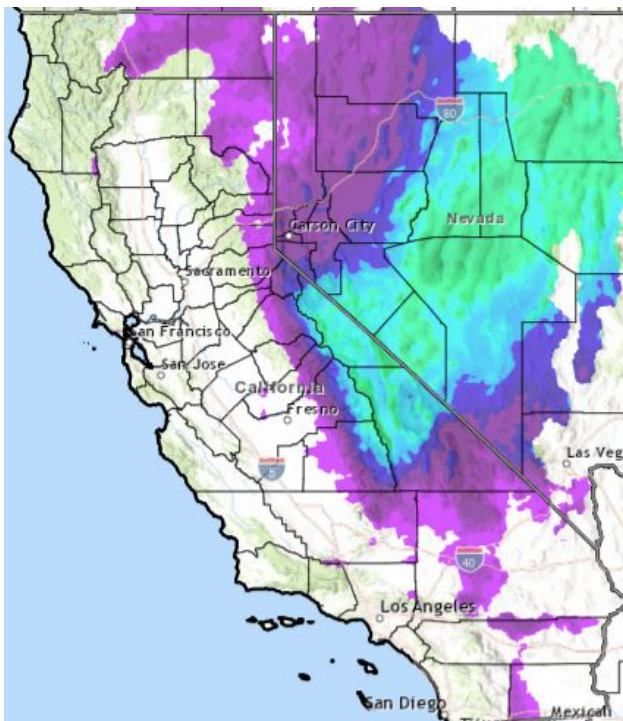 80
Nevada
Carson City
Sacramento
San Francisco
San Jose
California
Fresno
5
Las Veg
40
Los Angeles
San Diego
Mexicali